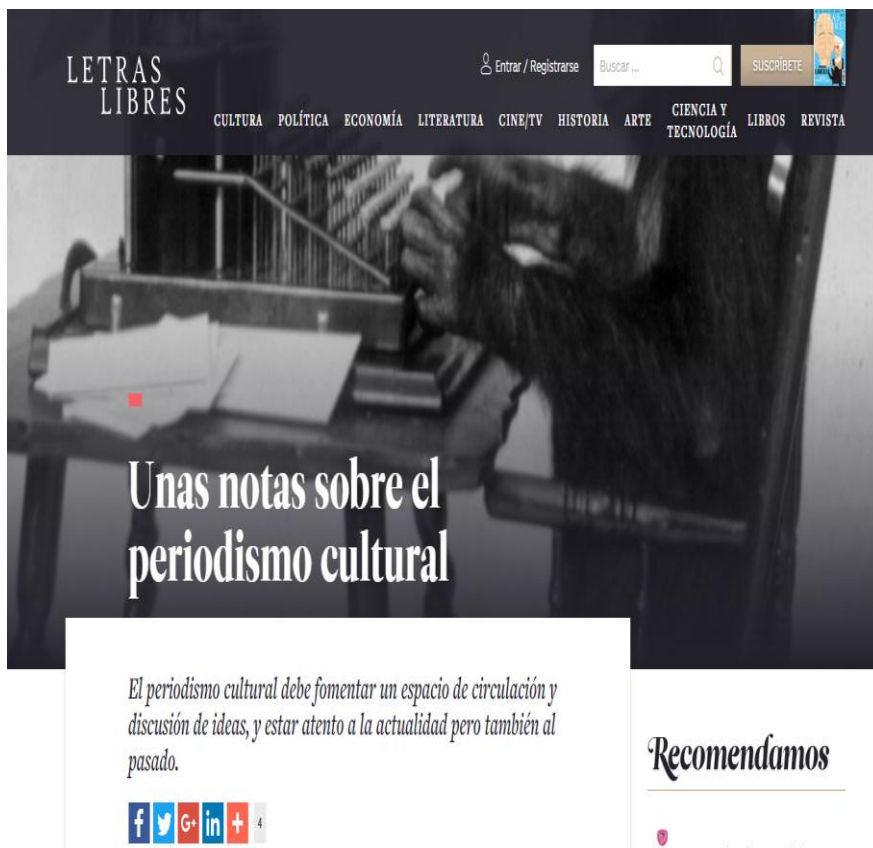 LETRAS
LIBRES
Entrar / Registrarse
Buscar ...
SUSCRÍBETE
CULTURA POLÍTICA ECONOMÍA LITERATURA CINE/TV HISTORIA ARTE CIENCIA Y TECNOLOGÍA LIBROS REVISTA
Unas notas sobre el
periodismo cultural
El periodismo cultural debe fomentar un espacio de circulación y
discusión de ideas, y estar atento a la actualidad pero también al
pasado.
f G+ in + 4
Recomendamos